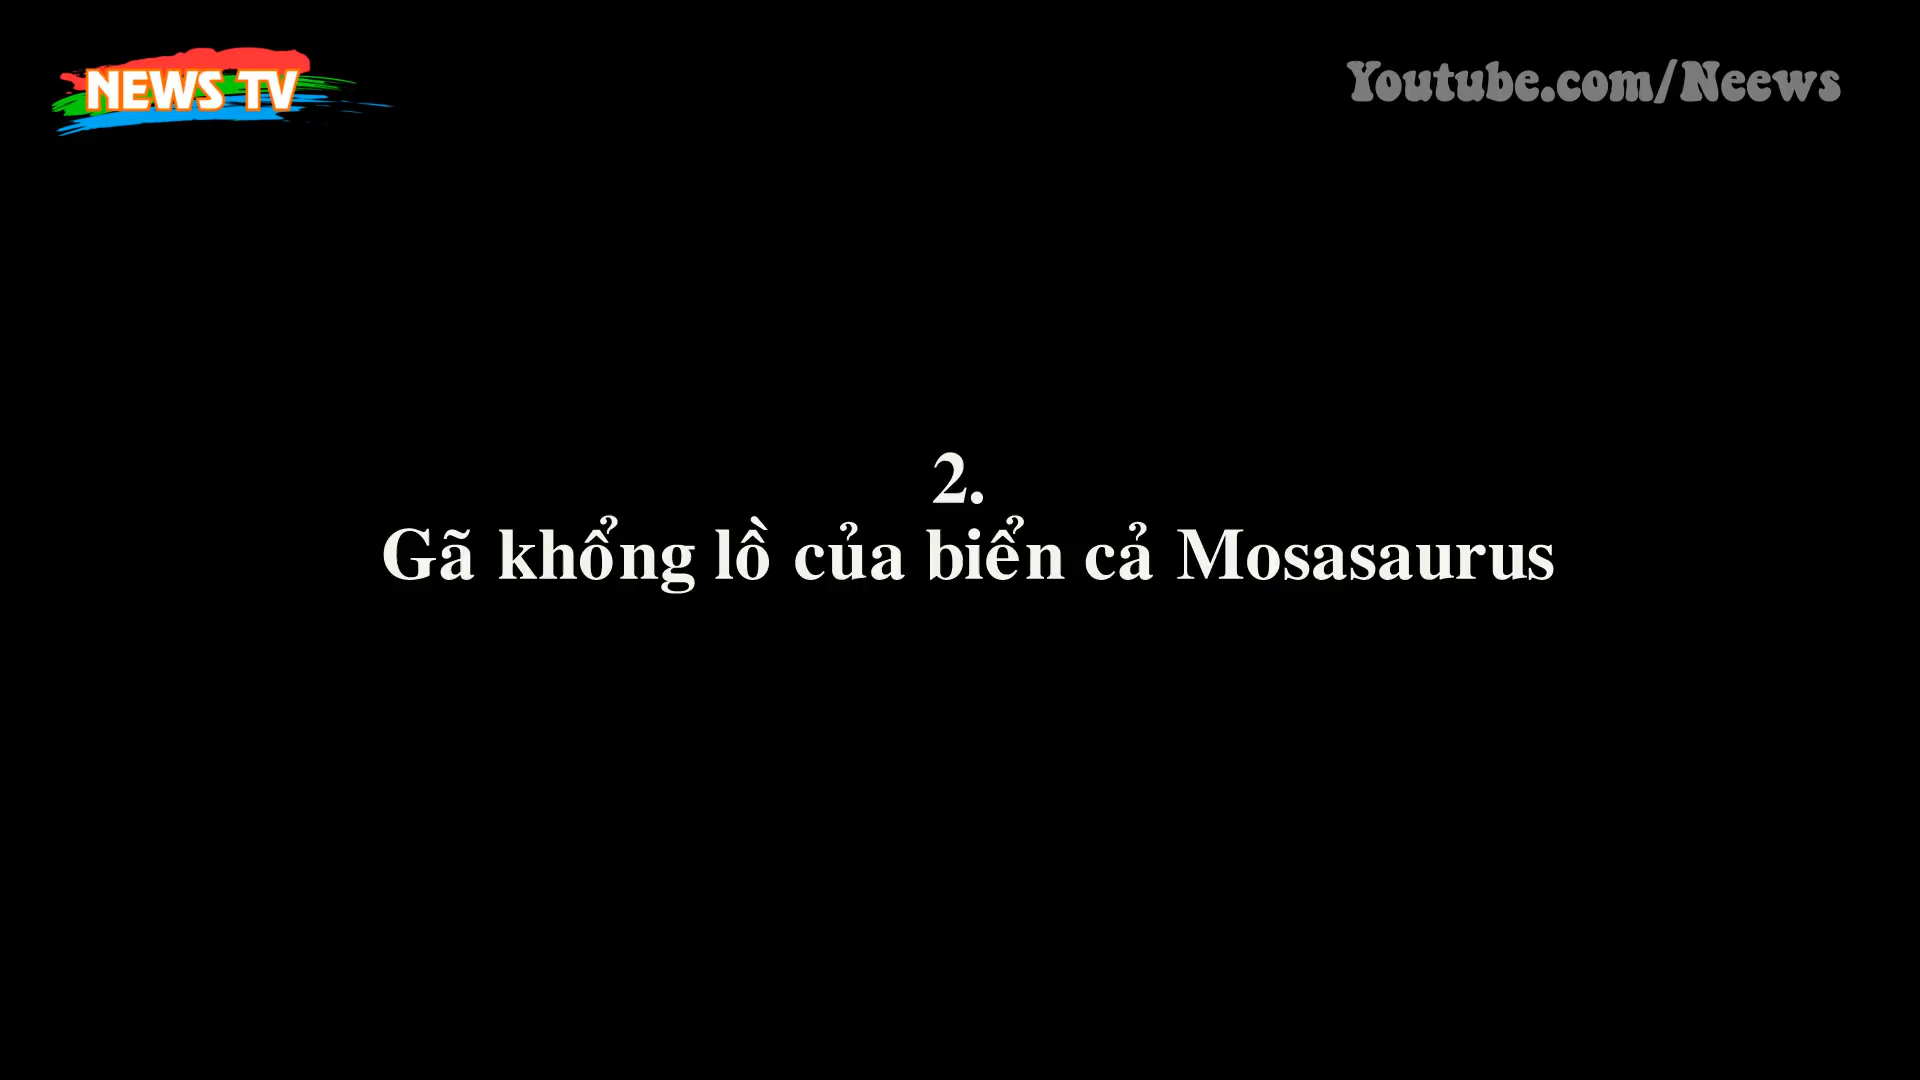 NEWS TV
Youtube.com/Neews
2.
Gã khổng lồ của biển cả Mosasaurus